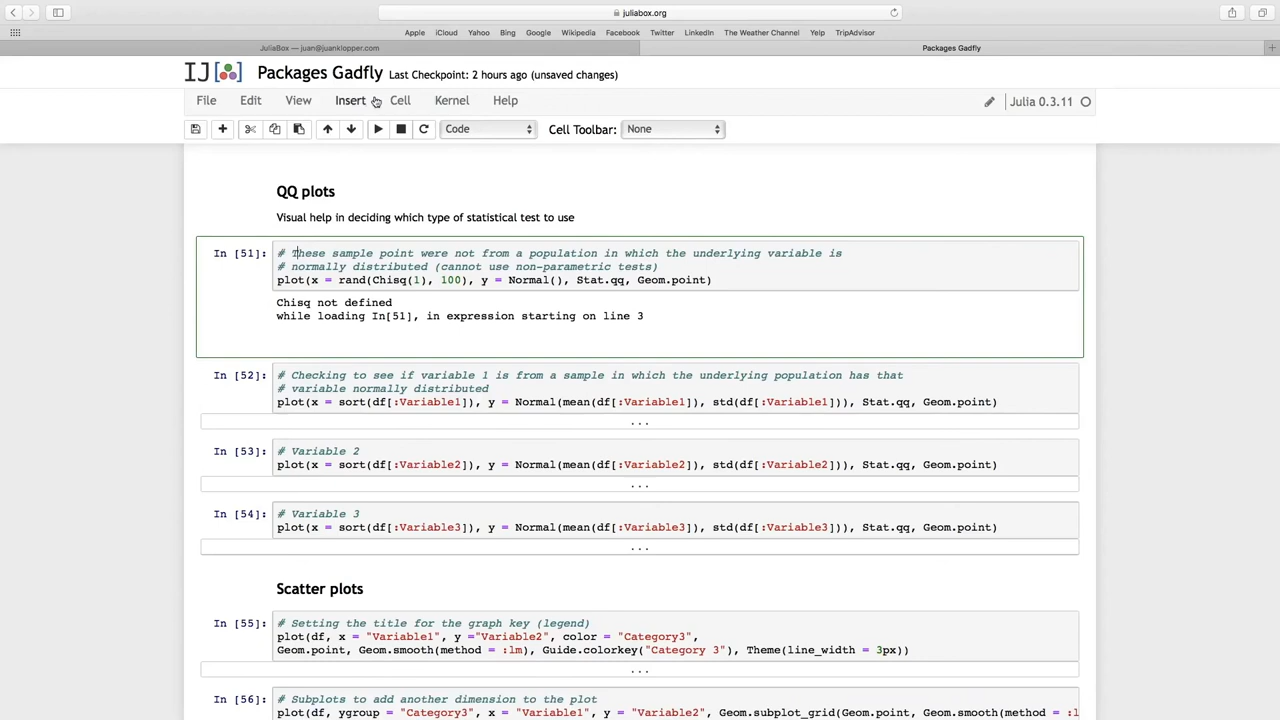 juliabox.org
Apple iCloud Yahoo Bing Google Wikipedia Facebook Twitter LinkedIn The Weather Channel Yelp TripAdvisor
JuliaBox — juan@juanklopper.com Packages Gadfly
IJ[ ] Packages Gadfly Last Checkpoint: 2 hours ago (unsaved changes)
File Edit View Insert Cell Kernel Help Julia 0.3.11
Code Cell Toolbar: None
QQ plots
Visual help in deciding which type of statistical test to use
In [51]: # These sample point were not from a population in which the underlying variable is
# normally distributed (cannot use non-parametric tests)
plot(x = rand(Chisq(1), 100), y = Normal(), Stat.qq, Geom.point)
Chisq not defined
while loading In[51], in expression starting on line 3
In [52]: # Checking to see if variable 1 is from a sample in which the underlying population has that
# variable normally distributed
plot(x = sort(df[:Variable1]), y = Normal(mean(df[:Variable1]), std(df[:Variable1])), Stat.qq, Geom.point)
...
In [53]: # Variable 2
plot(x = sort(df[:Variable2]), y = Normal(mean(df[:Variable2]), std(df[:Variable2])), Stat.qq, Geom.point)
...
In [54]: # Variable 3
plot(x = sort(df[:Variable3]), y = Normal(mean(df[:Variable3]), std(df[:Variable3])), Stat.qq, Geom.point)
...
Scatter plots
In [55]: # Setting the title for the graph key (legend)
plot(df, x = "Variable1", y ="Variable2", color = "Category3",
Geom.point, Geom.smooth(method = :lm), Guide.colorkey("Category 3"), Theme(line_width = 3px))
...
In [56]: # Subplots to add another dimension to the plot
plot(df, ygroup = "Category3", x = "Variable1", y = "Variable2", Geom.subplot_grid(Geom.point, Geom.smooth(method = :l